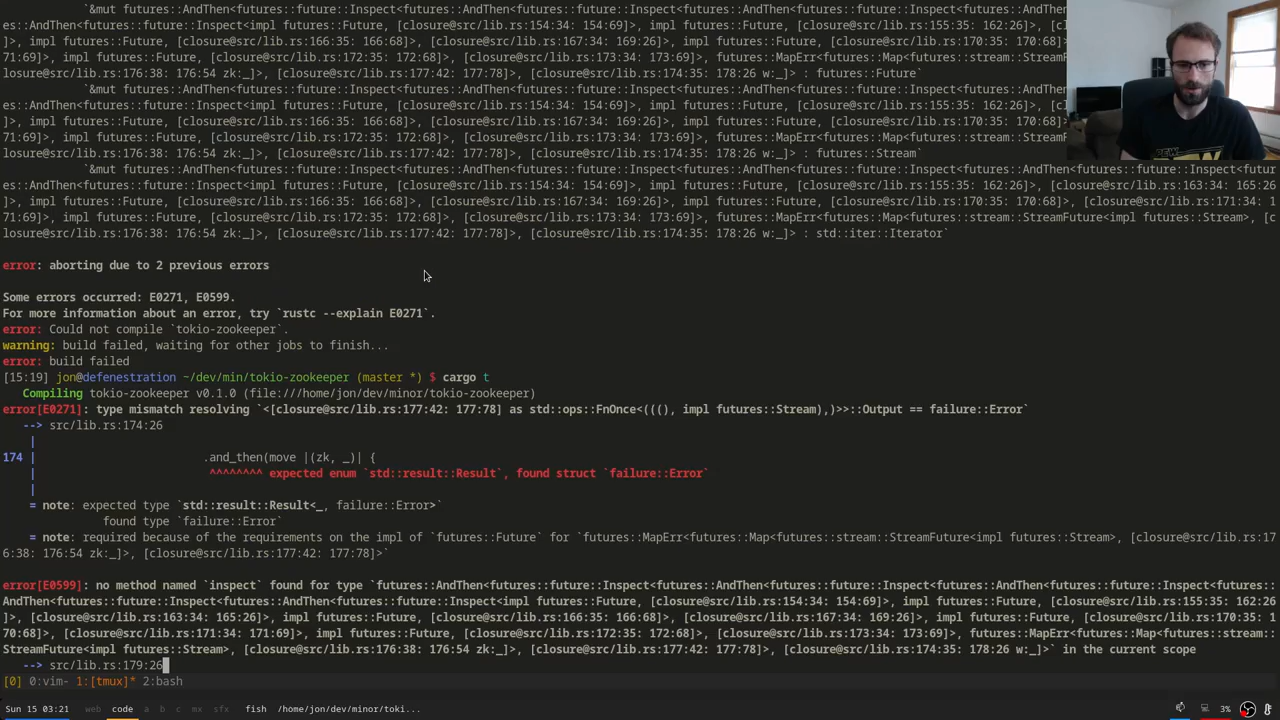 `&mut futures::AndThen<futures::future::Inspect<futures::AndThen<futures::future::Inspect<futures::AndThen<futur
es::AndThen<futures::future::Inspect<impl futures::Future, [closure@src/lib.rs:154:34: 154:69]>, impl futures::Future, [closure@src/lib.rs:155:35: 162:26]
>, impl futures::Future, [closure@src/lib.rs:166:35: 166:68]>, [closure@src/lib.rs:167:34: 169:26]>, impl futures::Future, [closure@src/lib.rs:170:35: 170:68]>,
71:69]>, impl futures::Future, [closure@src/lib.rs:172:35: 172:68]>, [closure@src/lib.rs:173:34: 173:69]>, futures::MapErr<futures::Map<futures::stream::StreamF
losure@src/lib.rs:176:38: 176:54 zk:_]>, [closure@src/lib.rs:177:42: 177:78]>, [closure@src/lib.rs:174:35: 178:26 w:_]> : futures::Future`
`&mut futures::AndThen<futures::future::Inspect<futures::AndThen<futures::future::Inspect<futures::AndThen<futur
es::AndThen<futures::future::Inspect<impl futures::Future, [closure@src/lib.rs:154:34: 154:69]>, impl futures::Future, [closure@src/lib.rs:155:35: 162:26]
>, impl futures::Future, [closure@src/lib.rs:166:35: 166:68]>, [closure@src/lib.rs:167:34: 169:26]>, impl futures::Future, [closure@src/lib.rs:170:35: 170:68]>,
71:69]>, impl futures::Future, [closure@src/lib.rs:172:35: 172:68]>, [closure@src/lib.rs:173:34: 173:69]>, futures::MapErr<futures::Map<futures::stream::StreamF
losure@src/lib.rs:176:38: 176:54 zk:_]>, [closure@src/lib.rs:177:42: 177:78]>, [closure@src/lib.rs:174:35: 178:26 w:_]> : futures::Stream`
`&mut futures::AndThen<futures::future::Inspect<futures::AndThen<futures::future::Inspect<futures::AndThen<futures::future::Inspect<futur
es::AndThen<futures::future::Inspect<impl futures::Future, [closure@src/lib.rs:154:34: 154:69]>, impl futures::Future, [closure@src/lib.rs:155:35: 162:26]>, [closure@src/lib.rs:163:34: 165:26]
>, impl futures::Future, [closure@src/lib.rs:166:35: 166:68]>, [closure@src/lib.rs:167:34: 169:26]>, impl futures::Future, [closure@src/lib.rs:170:35: 170:68]>, [closure@src/lib.rs:171:34: 1
71:69]>, impl futures::Future, [closure@src/lib.rs:172:35: 172:68]>, [closure@src/lib.rs:173:34: 173:69]>, futures::MapErr<futures::Map<futures::stream::StreamFuture<impl futures::Stream>, [c
losure@src/lib.rs:176:38: 176:54 zk:_]>, [closure@src/lib.rs:177:42: 177:78]>, [closure@src/lib.rs:174:35: 178:26 w:_]> : std::iter::Iterator`
error: aborting due to 2 previous errors
Some errors occurred: E0271, E0599.
For more information about an error, try `rustc --explain E0271`.
error: Could not compile `tokio-zookeeper`.
warning: build failed, waiting for other jobs to finish...
error: build failed
[15:19] jon@defenestration ~/dev/min/tokio-zookeeper (master *) $ cargo t
Compiling tokio-zookeeper v0.1.0 (file:///home/jon/dev/minor/tokio-zookeeper)
error[E0271]: type mismatch resolving `<[closure@src/lib.rs:177:42: 177:78] as std::ops::FnOnce<(((), impl futures::Stream),)>>::Output == failure::Error`
--> src/lib.rs:174:26
|
174 | .and_then(move |(zk, _)| {
| ^^^^^^^^ expected enum `std::result::Result`, found struct `failure::Error`
|
= note: expected type `std::result::Result<_, failure::Error>`
found type `failure::Error`
= note: required because of the requirements on the impl of `futures::Future` for `futures::MapErr<futures::Map<futures::stream::StreamFuture<impl futures::Stream>, [closure@src/lib.rs:17
6:38: 176:54 zk:_]>, [closure@src/lib.rs:177:42: 177:78]>`
error[E0599]: no method named `inspect` found for type `futures::AndThen<futures::future::Inspect<futures::AndThen<futures::future::Inspect<futures::AndThen<futures::future::Inspect<futures::
AndThen<futures::future::Inspect<futures::AndThen<futures::future::Inspect<impl futures::Future, [closure@src/lib.rs:154:34: 154:69]>, impl futures::Future, [closure@src/lib.rs:155:35: 162:26
]>, [closure@src/lib.rs:163:34: 165:26]>, impl futures::Future, [closure@src/lib.rs:166:35: 166:68]>, [closure@src/lib.rs:167:34: 169:26]>, impl futures::Future, [closure@src/lib.rs:170:35: 1
70:68]>, [closure@src/lib.rs:171:34: 171:69]>, impl futures::Future, [closure@src/lib.rs:172:35: 172:68]>, [closure@src/lib.rs:173:34: 173:69]>, futures::MapErr<futures::Map<futures::stream::
StreamFuture<impl futures::Stream>, [closure@src/lib.rs:176:38: 176:54 zk:_]>, [closure@src/lib.rs:177:42: 177:78]>, [closure@src/lib.rs:174:35: 178:26 w:_]>` in the current scope
--> src/lib.rs:179:26
[0] 0:vim- 1:[tmux]* 2:bash
Sun 15 03:21 web code a b c mx sfx fish /home/jon/dev/minor/toki... 3%